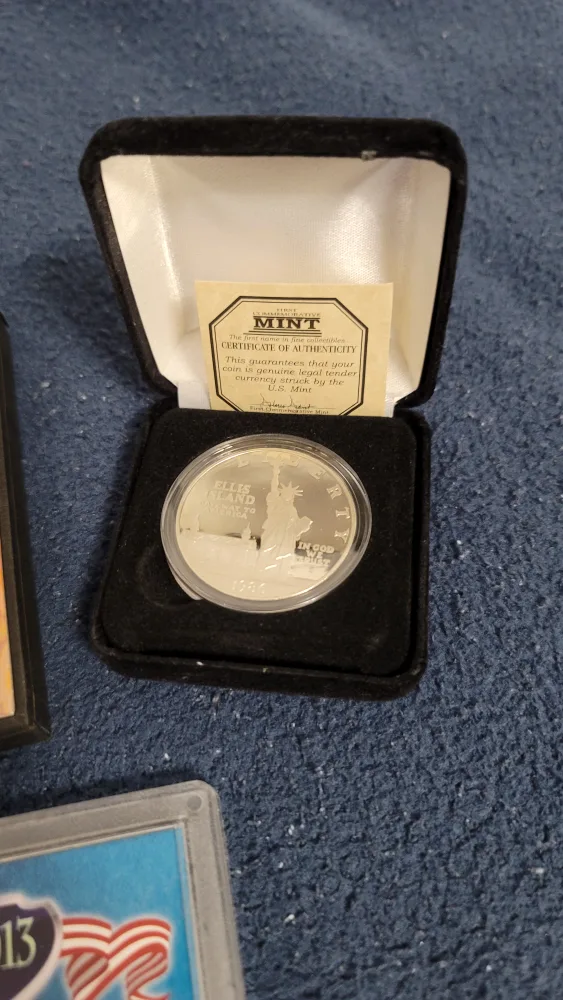 FIRST
COMMEMORATIVE
MINT
The first name in fine collectibles
CERTIFICATE OF AUTHENTICITY
This guarantees that your
coin is genuine legal tender
currency struck by the
U.S. Mint
First Commemorative Mint
LIBERTY
ELLIS
ISLAND
IN GOD
WE
TRUST
1986
13